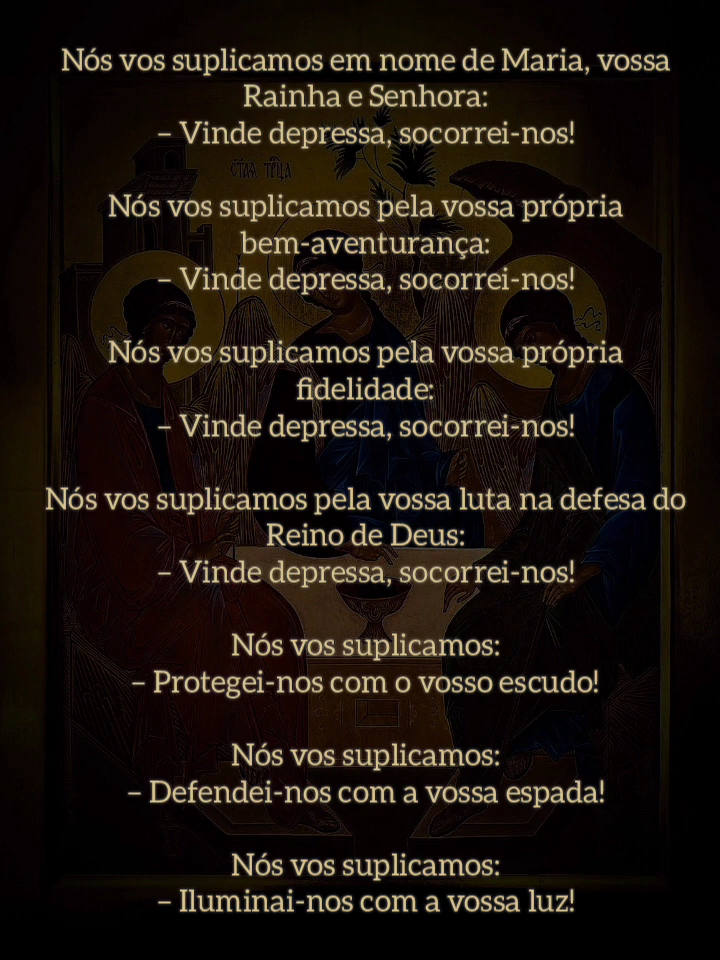 Nós vos suplicamos em nome de Maria, vossa
Rainha e Senhora:
– Vinde depressa, socorrei-nos!
Nós vos suplicamos pela vossa própria
bem-aventurança:
– Vinde depressa, socorrei-nos!
Nós vos suplicamos pela vossa própria
fidelidade:
– Vinde depressa, socorrei-nos!
Nós vos suplicamos pela vossa luta na defesa do
Reino de Deus:
– Vinde depressa, socorrei-nos!
Nós vos suplicamos:
– Protegei-nos com o vosso escudo!
Nós vos suplicamos:
– Defendei-nos com a vossa espada!
Nós vos suplicamos:
– Iluminai-nos com a vossa luz!